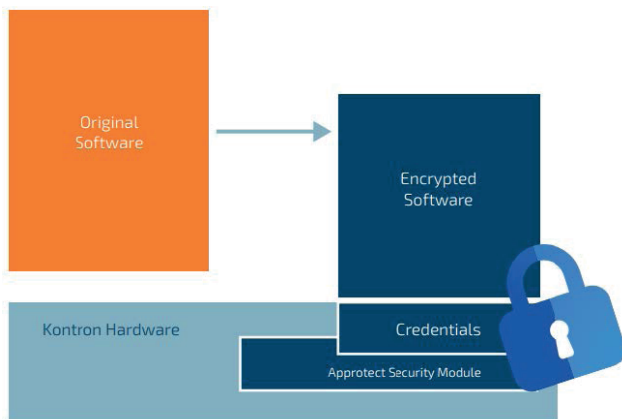 Original
Software
Encrypted
Software
Kontron Hardware
Credentials
Approtect Security Module